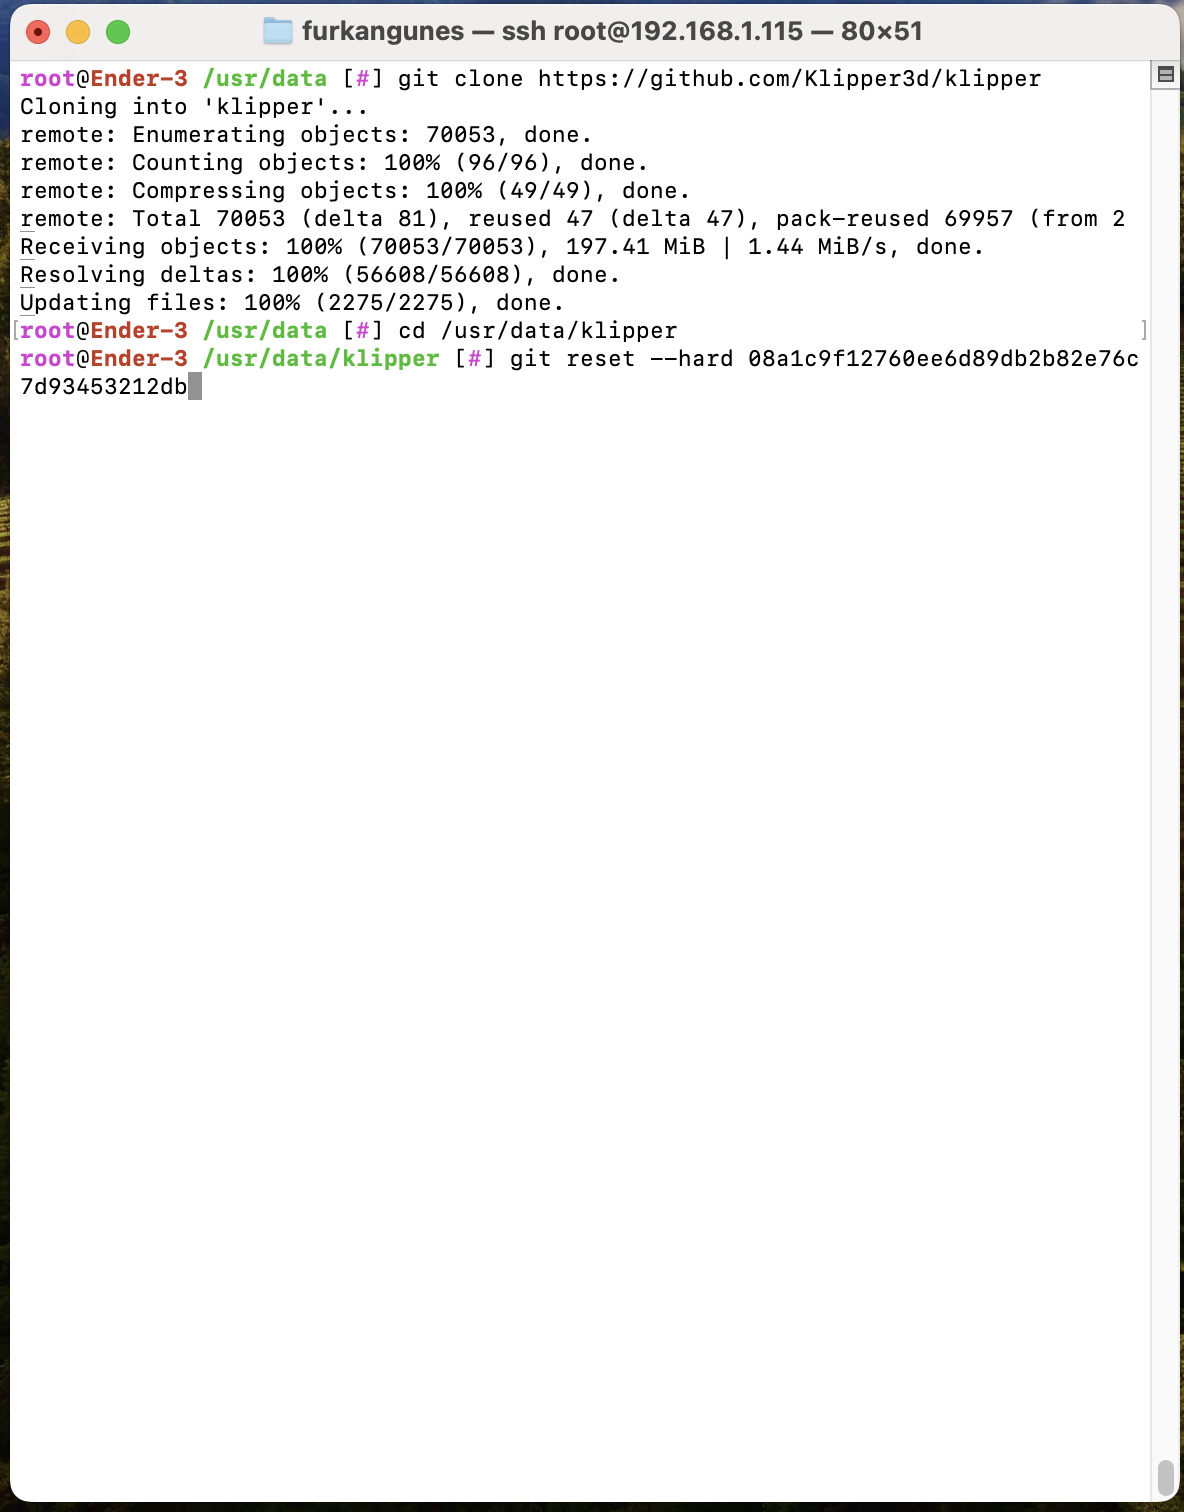 furkangunes — ssh root@192.168.1.115 — 80×51
root@Ender-3 /usr/data [#] git clone https://github.com/Klipper3d/klipper
Cloning into 'klipper'...
remote: Enumerating objects: 70053, done.
remote: Counting objects: 100% (96/96), done.
remote: Compressing objects: 100% (49/49), done.
remote: Total 70053 (delta 81), reused 47 (delta 47), pack-reused 69957 (from 2
Receiving objects: 100% (70053/70053), 197.41 MiB | 1.44 MiB/s, done.
Resolving deltas: 100% (56608/56608), done.
Updating files: 100% (2275/2275), done.
[root@Ender-3 /usr/data [#] cd /usr/data/klipper ]
root@Ender-3 /usr/data/klipper [#] git reset --hard 08a1c9f12760ee6d89db2b82e76c
7d93453212db